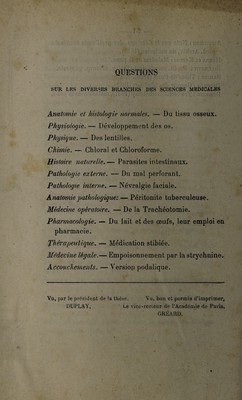 QUESTIONS
SUR LES DIVERSES BRANCHES DES SCIENCES MÉDICALES
Anatomie et histologie normales. — Du tissu osseux.
Physiologie. — Développement des os.
Physique. — Des lentilles.
Chimie. — Chloral et Chloroforme.
Histoire naturelle. — Parasites intestinaux.
Pathologie externe. — Du mal perforant.
Pathologie interne. — Névralgie faciale.
Anatomie pathologique: — Péritonite tuberculeuse.
Médecine opératoire. — De la Trachéotomie.
Pharmacologie. — Du lait et des œufs, leur emploi en
pharmacie.
Thérapeutique. — Médication stibiée.
Médecine légale. — Empoisonnement par la strychnine.
Accouchements. — Version podalique.
Vu, par le président de la thèse. Vu, bon et permis d'imprimer,
DUPLAY, Le vice-recteur de l'Académie de Paris,
GRÉARD.